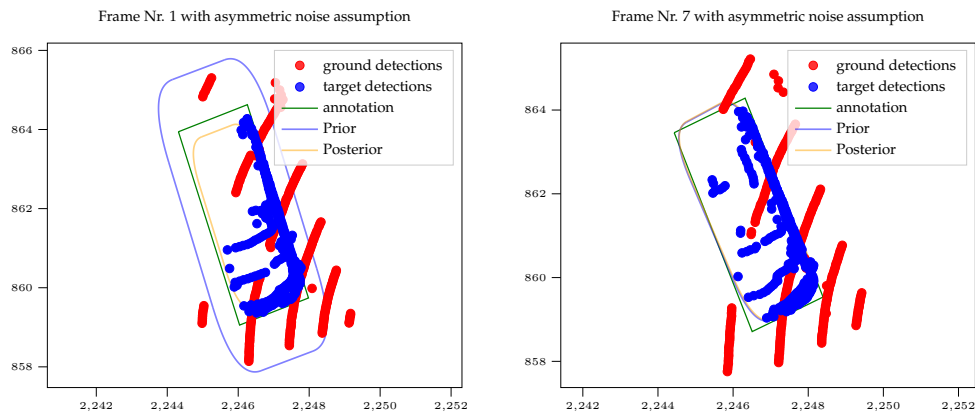 Frame Nr. 1 with asymmetric noise assumption
866
864
862
860
858
2,242
2,244
2,246
2,248
2,250
2,252
ground detections
target detections
annotation
Prior
Posterior
Frame Nr. 7 with asymmetric noise assumption
866
864
862
860
858
2,242
2,244
2,246
2,248
2,250
2,252
ground detections
target detections
annotation
Prior
Posterior